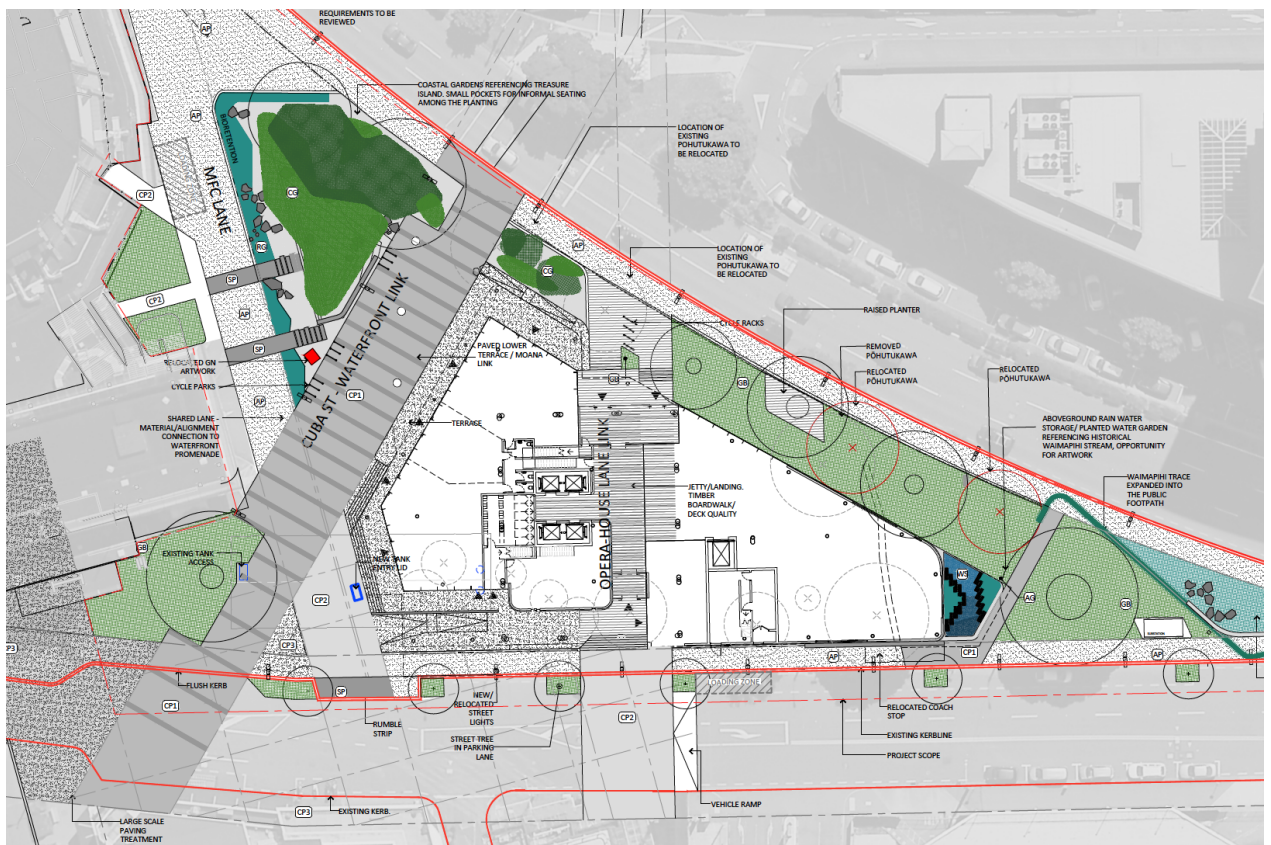 REQUIREMENTS TO BE
REVIEWED
AP
AP
COASTAL GARDENS REFERENCING TREASURE
ISLAND. SMALL POCKETS FOR INFORMAL SEATING
AMONG THE PLANTING
LOCATION OF
EXISTING
POHUTUKAWA TO
BE RELOCATED
BIORETENTION
MFC LANE
CP2
CG
RG
AP
CG
LOCATION OF
EXISTING
POHUTUKAWA TO
BE RELOCATED
SP
CP2
AP
SP
CUBA ST - WATERFRONT LINK
RAISED PLANTER
CYCLE RACKS
REMOVED
PŌHUTUKAWA
RELOCATED
PŌHUTUKAWA
RELOCATED
PŌHUTUKAWA
PAVED LOWER
TERRACE / MOANA
LINK
RELOCATED GN
ARTWORK
CYCLE PARKS
AP
CP1
GB
GB
SHARED LANE -
MATERIAL/ALIGNMENT
CONNECTION TO
WATERFRONT
PROMENADE
TERRACE
ABOVEGROUND RAIN WATER
STORAGE/ PLANTED WATER GARDEN
REFERENCING HISTORICAL
WAIMAPIHI STREAM, OPPORTUNITY
FOR ARTWORK
WAIMAPIHI TRACE
EXPANDED INTO
THE PUBLIC
FOOTPATH
JETTY/LANDING.
TIMBER
BOARDWALK/
DECK QUALITY
OPERA-HOUSE LANE LINK
GB
EXISTING TANK
ACCESS
NEW TANK
ENTRY LID
CP2
WS
AG
GB
CP3
CP3
AP
CP1
AP
FLUSH KERB
CP1
SP
RUMBLE
STRIP
NEW/
RELOCATED
STREET
LIGHTS
LOADING ZONE
RELOCATED COACH
STOP
CP2
EXISTING KERBLINE
STREET TREE
IN PARKING
LANE
PROJECT SCOPE
LARGE SCALE
PAVING
TREATMENT
EXISTING KERB.
CP3
VEHICLE RAMP